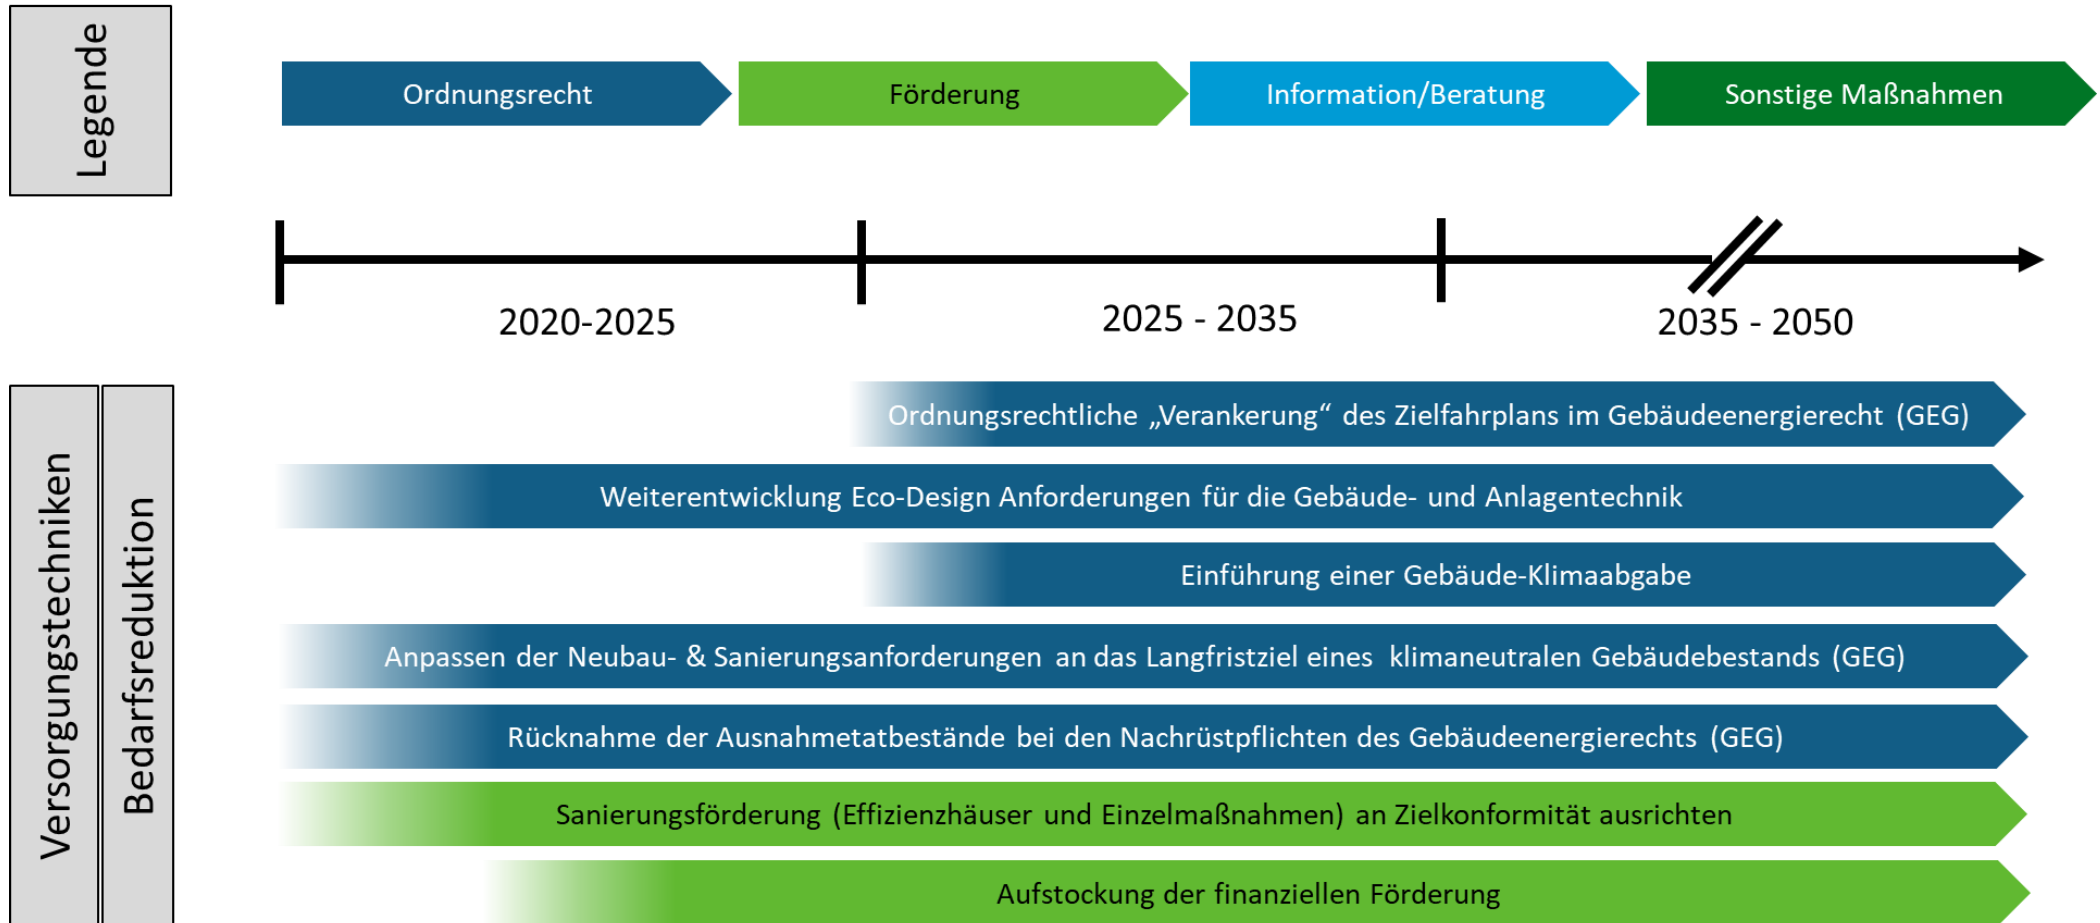 Legende
Ordnungsrecht
Förderung
Information/Beratung
Sonstige Maßnahmen
2020-2025
2025 - 2035
2035 - 2050
Versorgungstechniken
Bedarfsreduktion
Ordnungsrechtliche „Verankerung“ des Zielfahrplans im Gebäudeenergierecht (GEG)
Weiterentwicklung Eco-Design Anforderungen für die Gebäude- und Anlagentechnik
Einführung einer Gebäude-Klimaabgabe
Anpassen der Neubau- & Sanierungsanforderungen an das Langfristziel eines klimaneutralen Gebäudebestands (GEG)
Rücknahme der Ausnahmetatbestände bei den Nachrüstpflichten des Gebäudeenergierechts (GEG)
Sanierungsförderung (Effizienzhäuser und Einzelmaßnahmen) an Zielkonformität ausrichten
Aufstockung der finanziellen Förderung